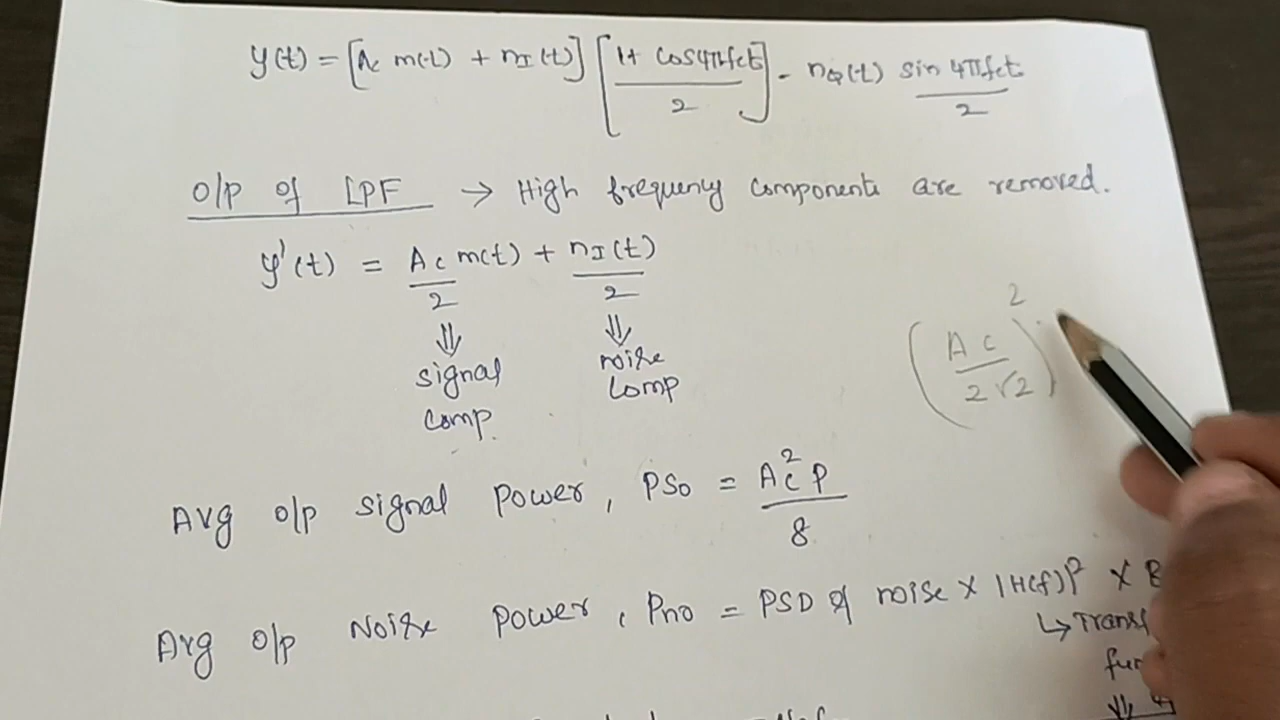 y(t) = [Ac m(t) + nI(t)] [1 + cos4πfct / 2] - nQ(t) sin 4πfct / 2
o/p of LPF → High frequency components are removed.
y'(t) = Ac/2 m(t) + nI(t)/2
⇓ ⇓
signal comp. noise comp
(Ac / 2√2)²
Avg o/p signal power, PSo = Ac² P / 8
Avg o/p Noise power, Pno = PSD of noise × |H(f)|² × B
↳ Transf
fun
⇓